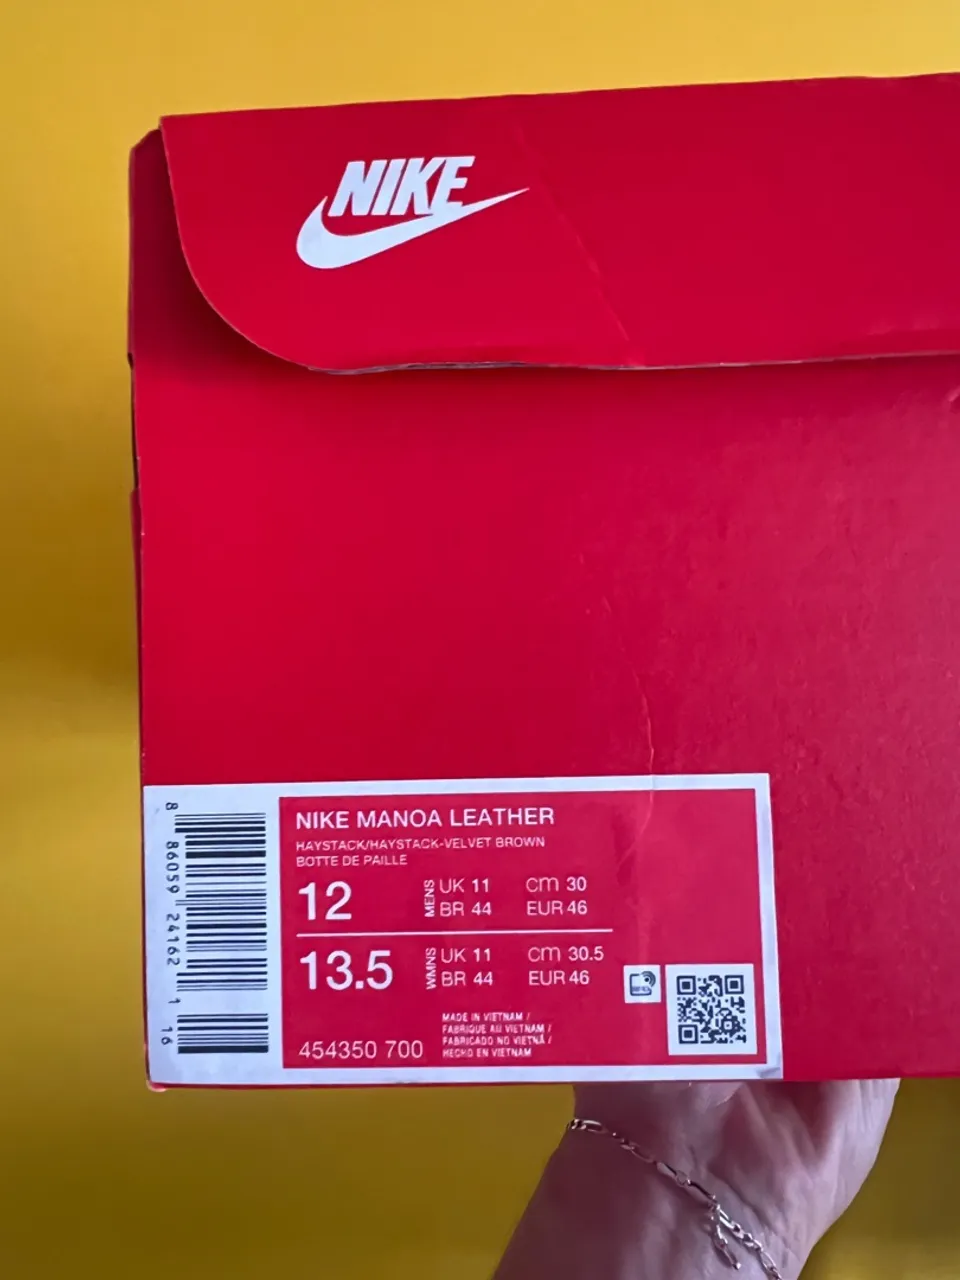 NIKE
NIKE MANOA LEATHER
HAYSTACK/HAYSTACK-VELVET BROWN
BOTTE DE PAILLE
12 MENS UK 11 cm 30
BR 44 EUR 46
13.5 WMNS UK 11 cm 30.5
BR 44 EUR 46
454350 700
MADE IN VIETNAM /
FABRIQUE AU VIETNAM /
FABRICADO NO VIETNÃ /
HECHO EN VIETNAM
8 86059 24162 1 16